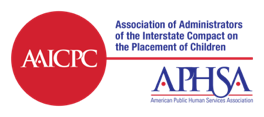 AAICPC
Association of Administrators
of the Interstate Compact on
the Placement of Children
APHSA
American Public Human Services Association